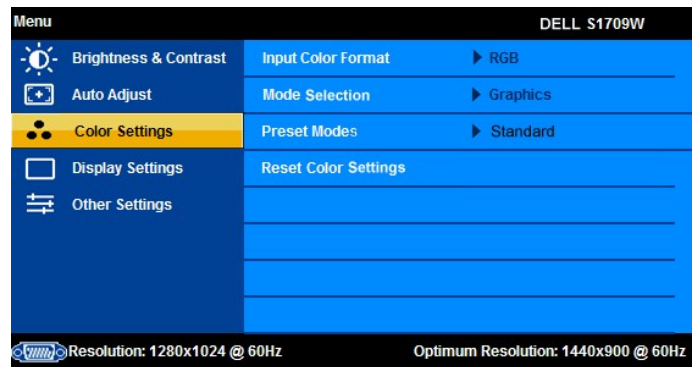 Menu DELL S1709W
Brightness & Contrast Input Color Format RGB
Auto Adjust Mode Selection Graphics
Color Settings Preset Modes Standard
Display Settings Reset Color Settings
Other Settings
Resolution: 1280x1024 @ 60Hz Optimum Resolution: 1440x900 @ 60Hz